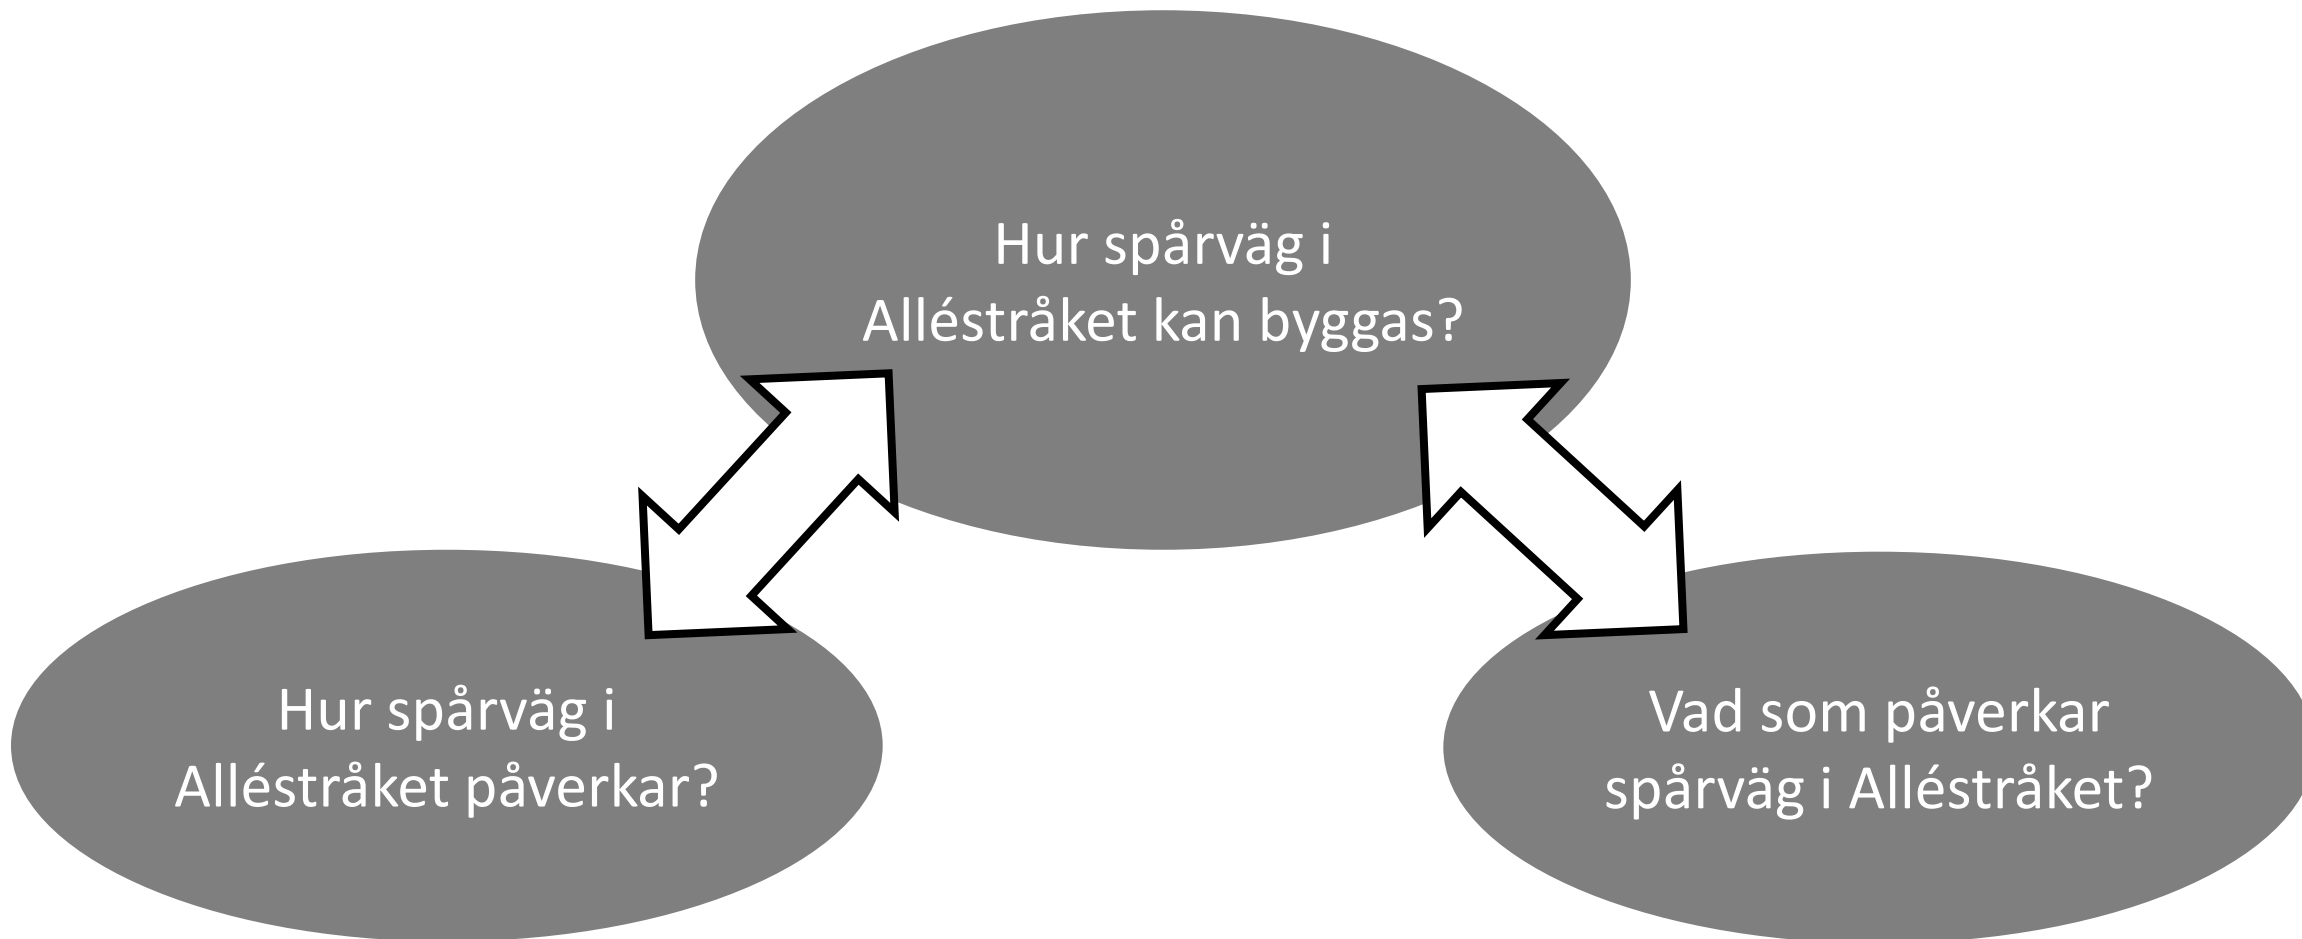 Hur spårväg i
Alléstråket kan byggas?
Hur spårväg i
Alléstråket påverkar?
Vad som påverkar
spårväg i Alléstråket?